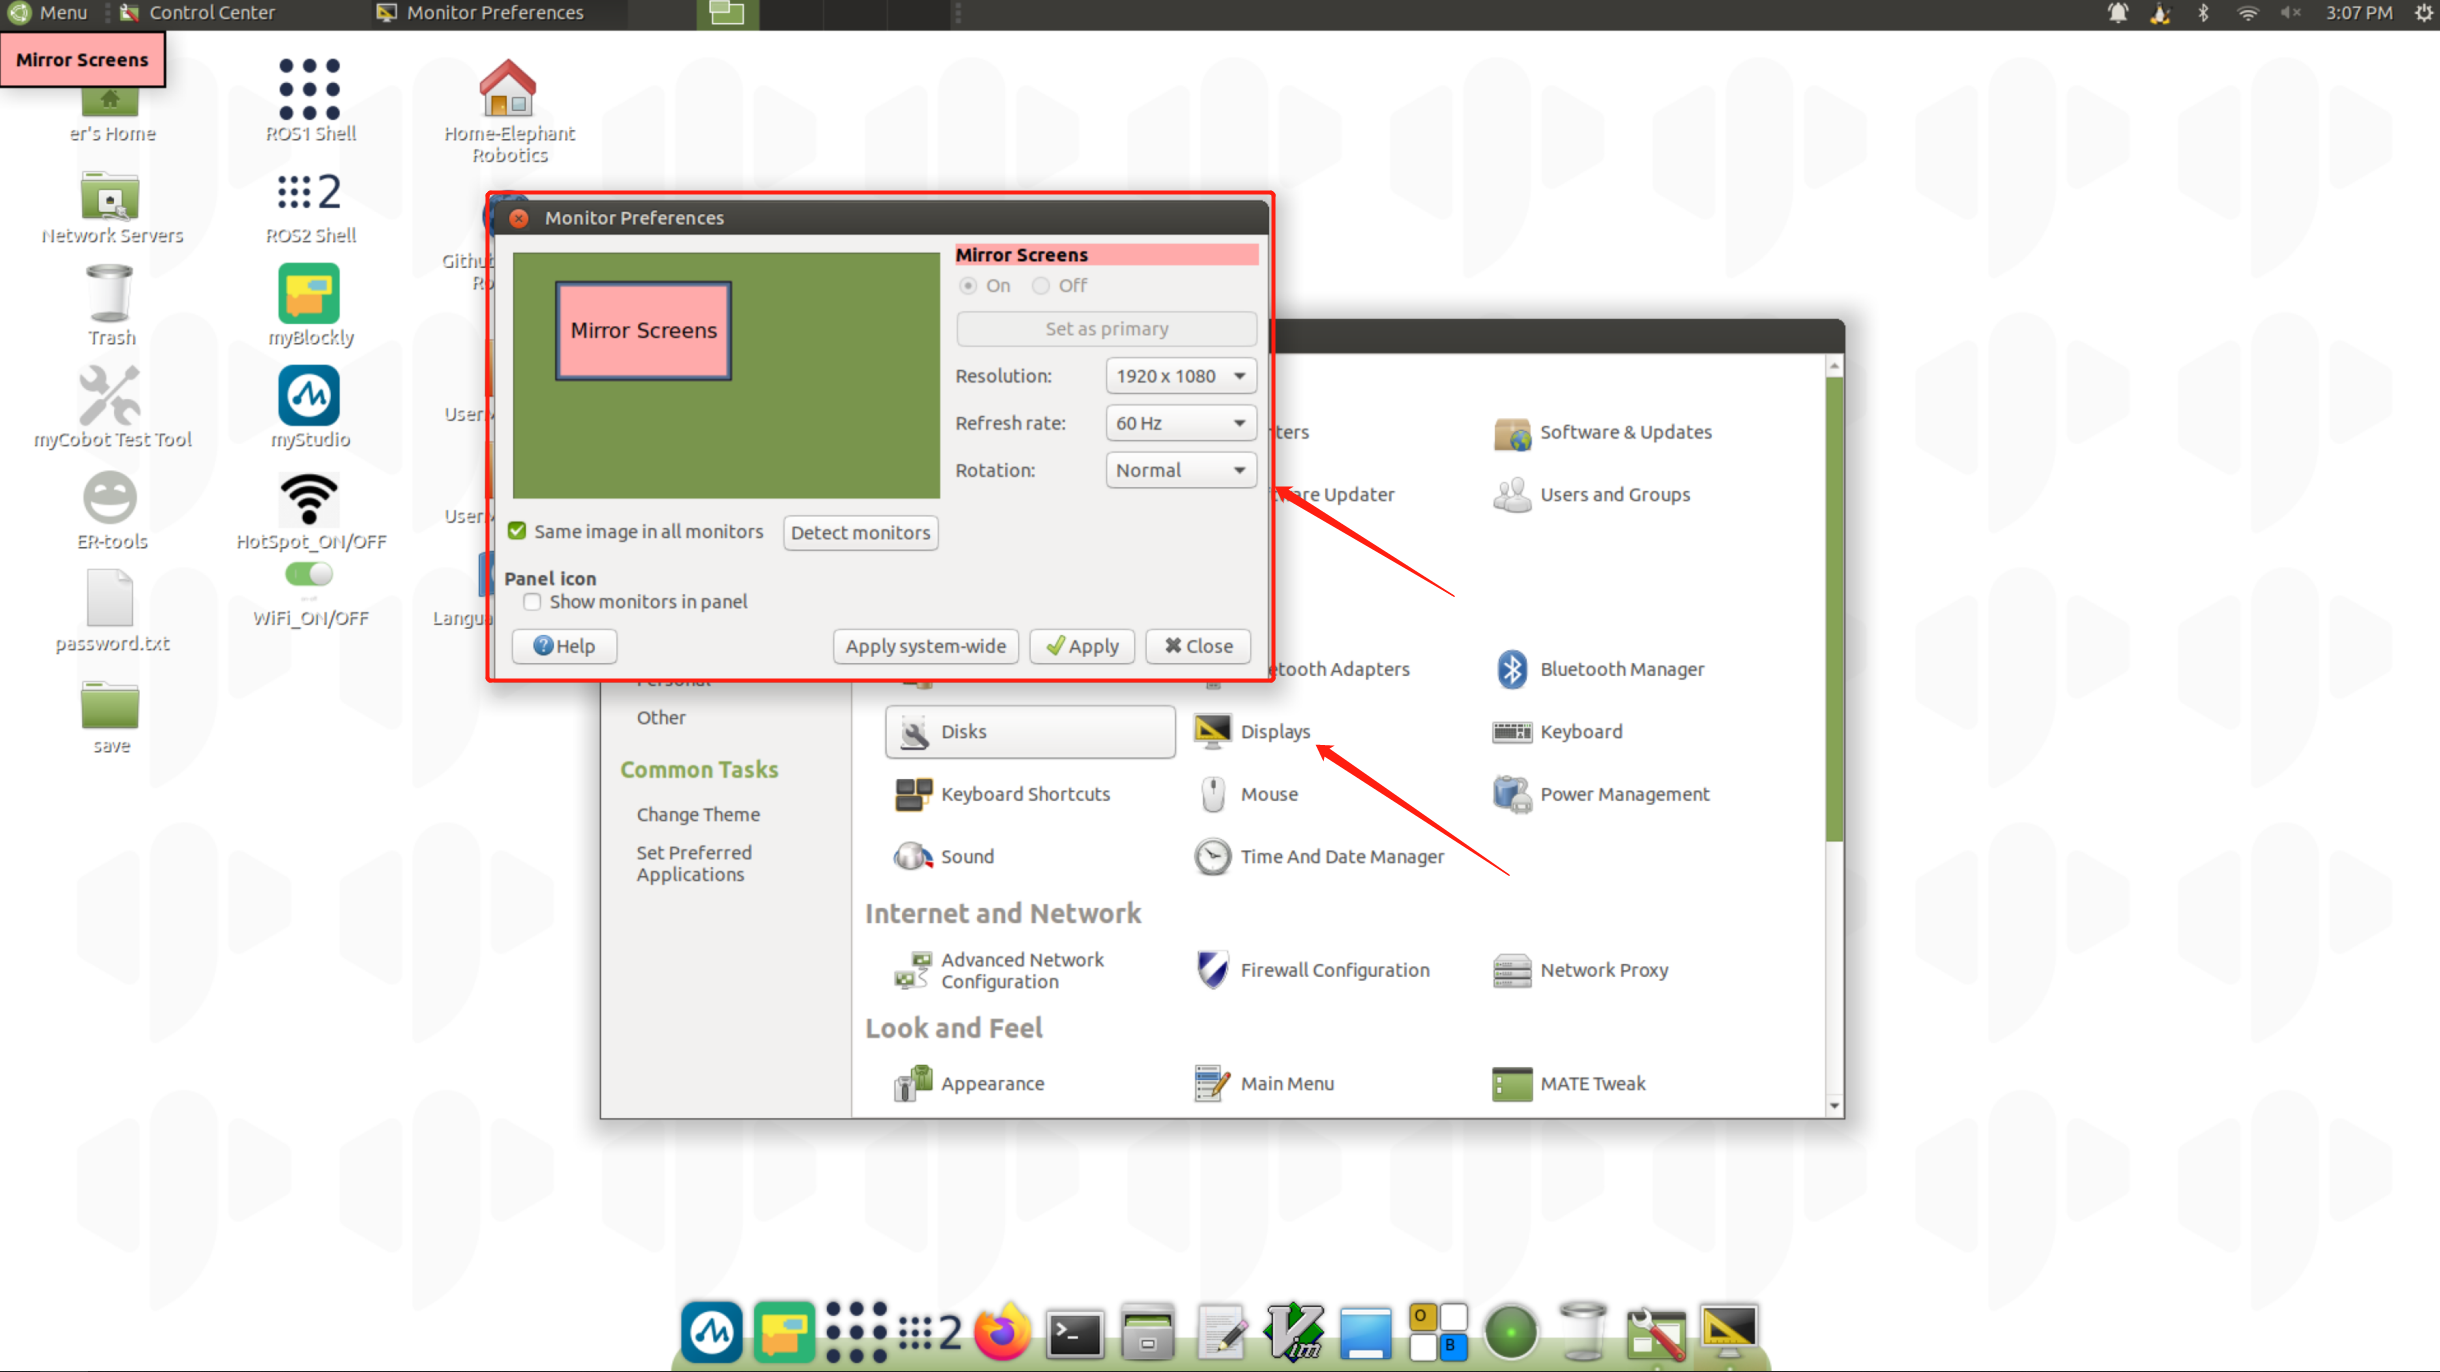 Menu
Control Center
Monitor Preferences
3:07 PM
Mirror Screens
er's Home
ROS1 Shell
Home-Elephant
Robotics
Network Servers
ROS2 Shell
Trash
myBlockly
myCobot Test Tool
myStudio
ER-tools
HotSpot_ON/OFF
password.txt
WiFi_ON/OFF
save
Monitor Preferences
Mirror Screens
Mirror Screens
On
Off
Set as primary
Resolution:
1920 x 1080
Refresh rate:
60 Hz
Rotation:
Normal
Same image in all monitors
Detect monitors
Panel icon
Show monitors in panel
Help
Apply system-wide
Apply
Close
Software & Updates
Updater
Users and Groups
Adapters
Bluetooth Manager
Other
Disks
Displays
Keyboard
Common Tasks
Keyboard Shortcuts
Mouse
Power Management
Change Theme
Set Preferred
Applications
Sound
Time And Date Manager
Internet and Network
Advanced Network
Configuration
Firewall Configuration
Network Proxy
Look and Feel
Appearance
Main Menu
MATE Tweak
2
2
>_
Vim
O
B